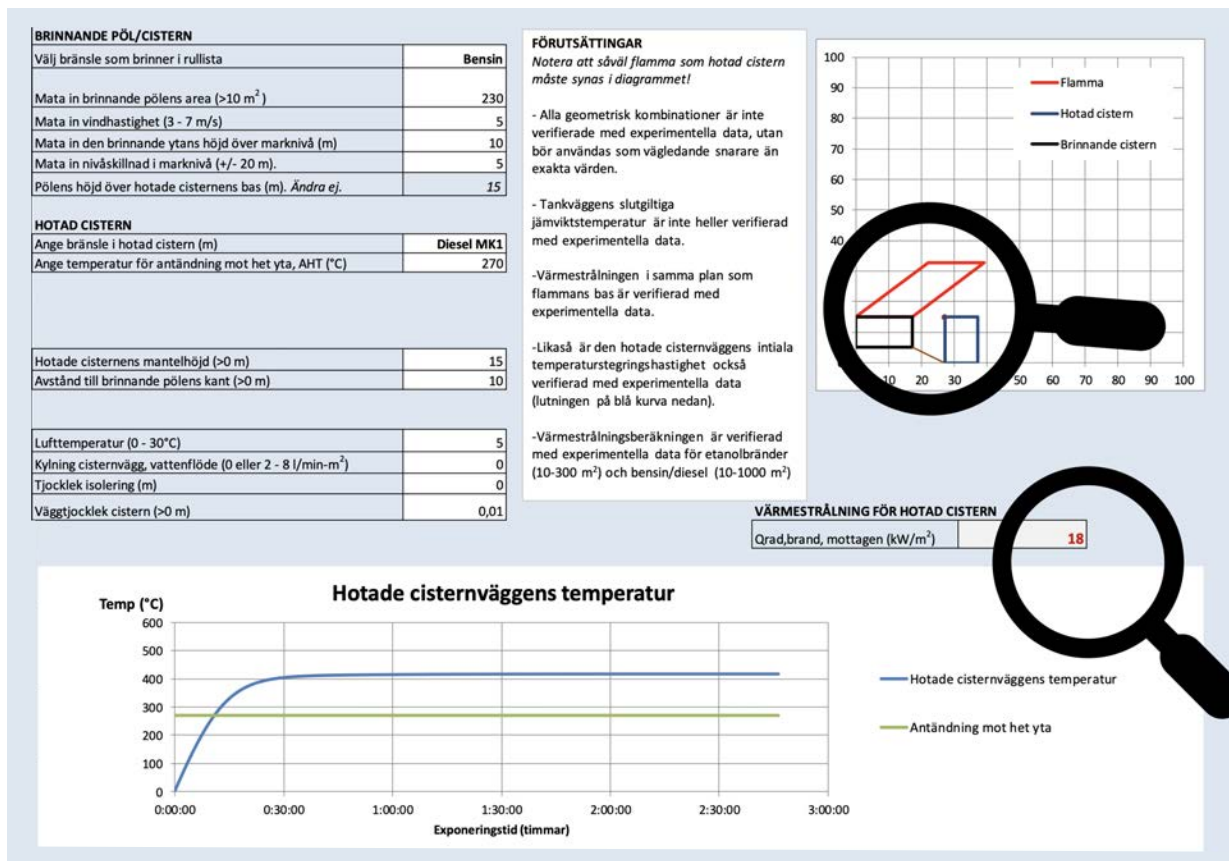 BRINNANDE PÖL/CISTERN
Välj bränsle som brinner i rullista Bensin
Mata in brinnande pölens area (>10 m²) 230
Mata in vindhastighet (3 - 7 m/s) 5
Mata in den brinnande ytans höjd över marknivå (m) 10
Mata in nivåskillnad i marknivå (+/- 20 m). 5
Pölens höjd över hotade cisternens bas (m). Ändra ej. 15
HOTAD CISTERN
Ange bränsle i hotad cistern (m) Diesel MK1
Ange temperatur för antändning mot het yta, AHT (°C) 270
Hotade cisternens mantelhöjd (>0 m) 15
Avstånd till brinnande pölens kant (>0 m) 10
Lufttemperatur (0 - 30°C) 5
Kylning cisternvägg, vattenflöde (0 eller 2 - 8 l/min-m²) 0
Tjocklek isolering (m) 0
Väggtjocklek cistern (>0 m) 0,01
FÖRUTSÄTTINGAR
Notera att såväl flamma som hotad cistern
måste synas i diagrammet!
- Alla geometrisk kombinationer är inte
verifierade med experimentella data, utan
bör användas som vägledande snarare än
exakta värden.
- Tankväggens slutgiltiga
jämviktstemperatur är inte heller verifierad
med experimentella data.
-Värmestrålningen i samma plan som
flammans bas är verifierad med
experimentella data.
-Likaså är den hotade cisternväggens intiala
temperaturstegringshastighet också
verifierad med experimentella data
(lutningen på blå kurva nedan).
-Värmestrålningsberäkningen är verifierad
med experimentella data för etanolbränder
(10-300 m²) och bensin/diesel (10-1000 m²)
100
90
80
70
60
50
40
Flamma
Hotad cistern
Brinnande cistern
10 20 30 50 60 70 80 90 100
VÄRMESTRÅLNING FÖR HOTAD CISTERN
Qrad,brand, mottagen (kW/m²) 18
Hotade cisternväggens temperatur
Temp (°C)
600
500
400
300
200
100
0
0:00:00 0:30:00 1:00:00 1:30:00 2:00:00 2:30:00 3:00:00
Exponeringstid (timmar)
Hotade cisternväggens temperatur
Antändning mot het yta